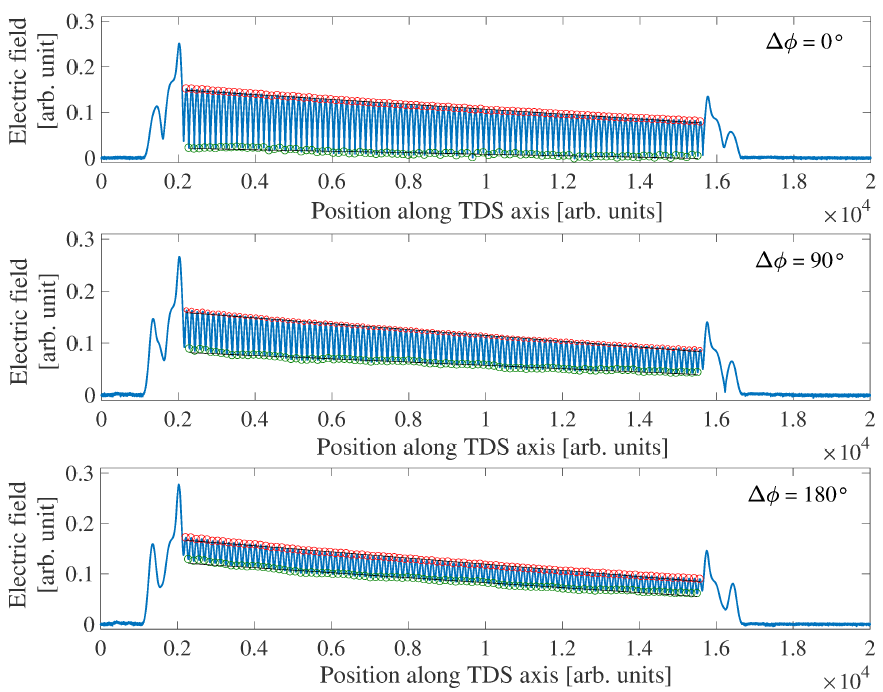 0.3
0.2
0.1
0
Electric field
[arb. unit]
Δϕ = 0°
0 0.2 0.4 0.6 0.8 1 1.2 1.4 1.6 1.8 2
Position along TDS axis [arb. units]
×10⁴
0.3
0.2
0.1
0
Electric field
[arb. unit]
Δϕ = 90°
0 0.2 0.4 0.6 0.8 1 1.2 1.4 1.6 1.8 2
Position along TDS axis [arb. units]
×10⁴
0.3
0.2
0.1
0
Electric field
[arb. unit]
Δϕ = 180°
0 0.2 0.4 0.6 0.8 1 1.2 1.4 1.6 1.8 2
Position along TDS axis [arb. units]
×10⁴